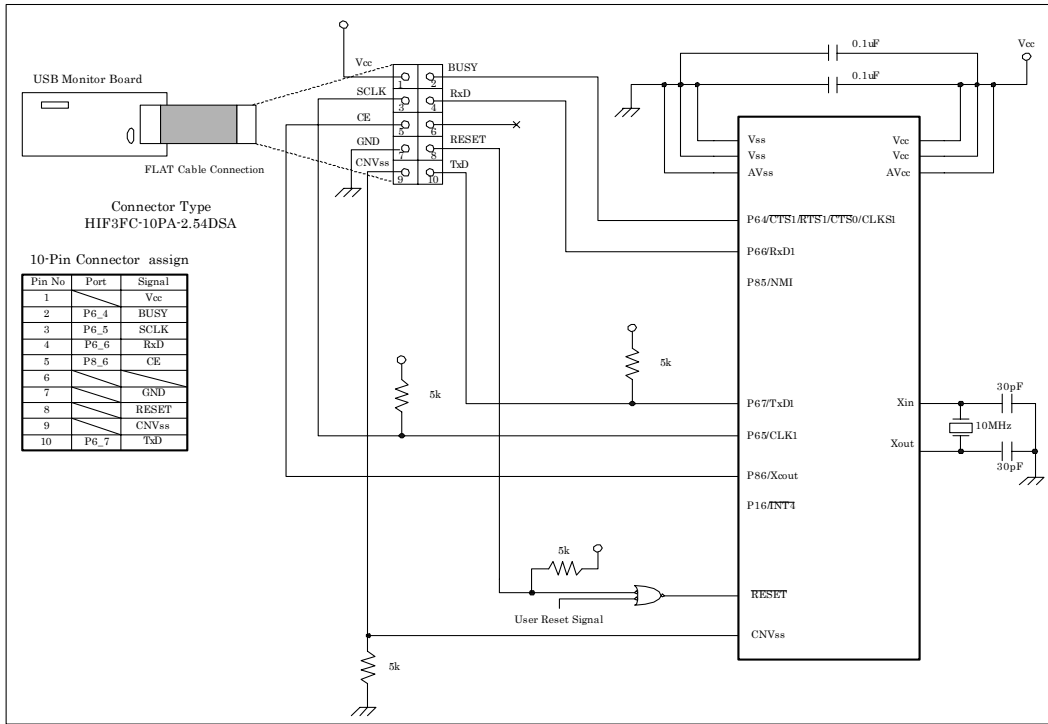 USB Monitor Board
FLAT Cable Connection
Connector Type
HIF3FC-10PA-2.54DSA
10-Pin Connector assign
Pin No Port Signal
1 Vcc
2 P6_4 BUSY
3 P6_5 SCLK
4 P6_6 RxD
5 P8_6 CE
6
7 GND
8 RESET
9 CNVss
10 P6_7 TxD
Vcc
SCLK
CE
GND
CNVss
BUSY
RxD
RESET
TxD
1 2
3 4
5 6
7 8
9 10
5k
5k
5k
User Reset Signal
5k
0.1uF
0.1uF
Vcc
Vss
Vss
AVss
Vcc
Vcc
AVcc
P64/CTS1/RTS1/CTS0/CLKS1
P66/RxD1
P85/NMI
P67/TxD1
P65/CLK1
P86/Xcout
P16/INT4
RESET
CNVss
Xin
Xout
30pF
10MHz
30pF